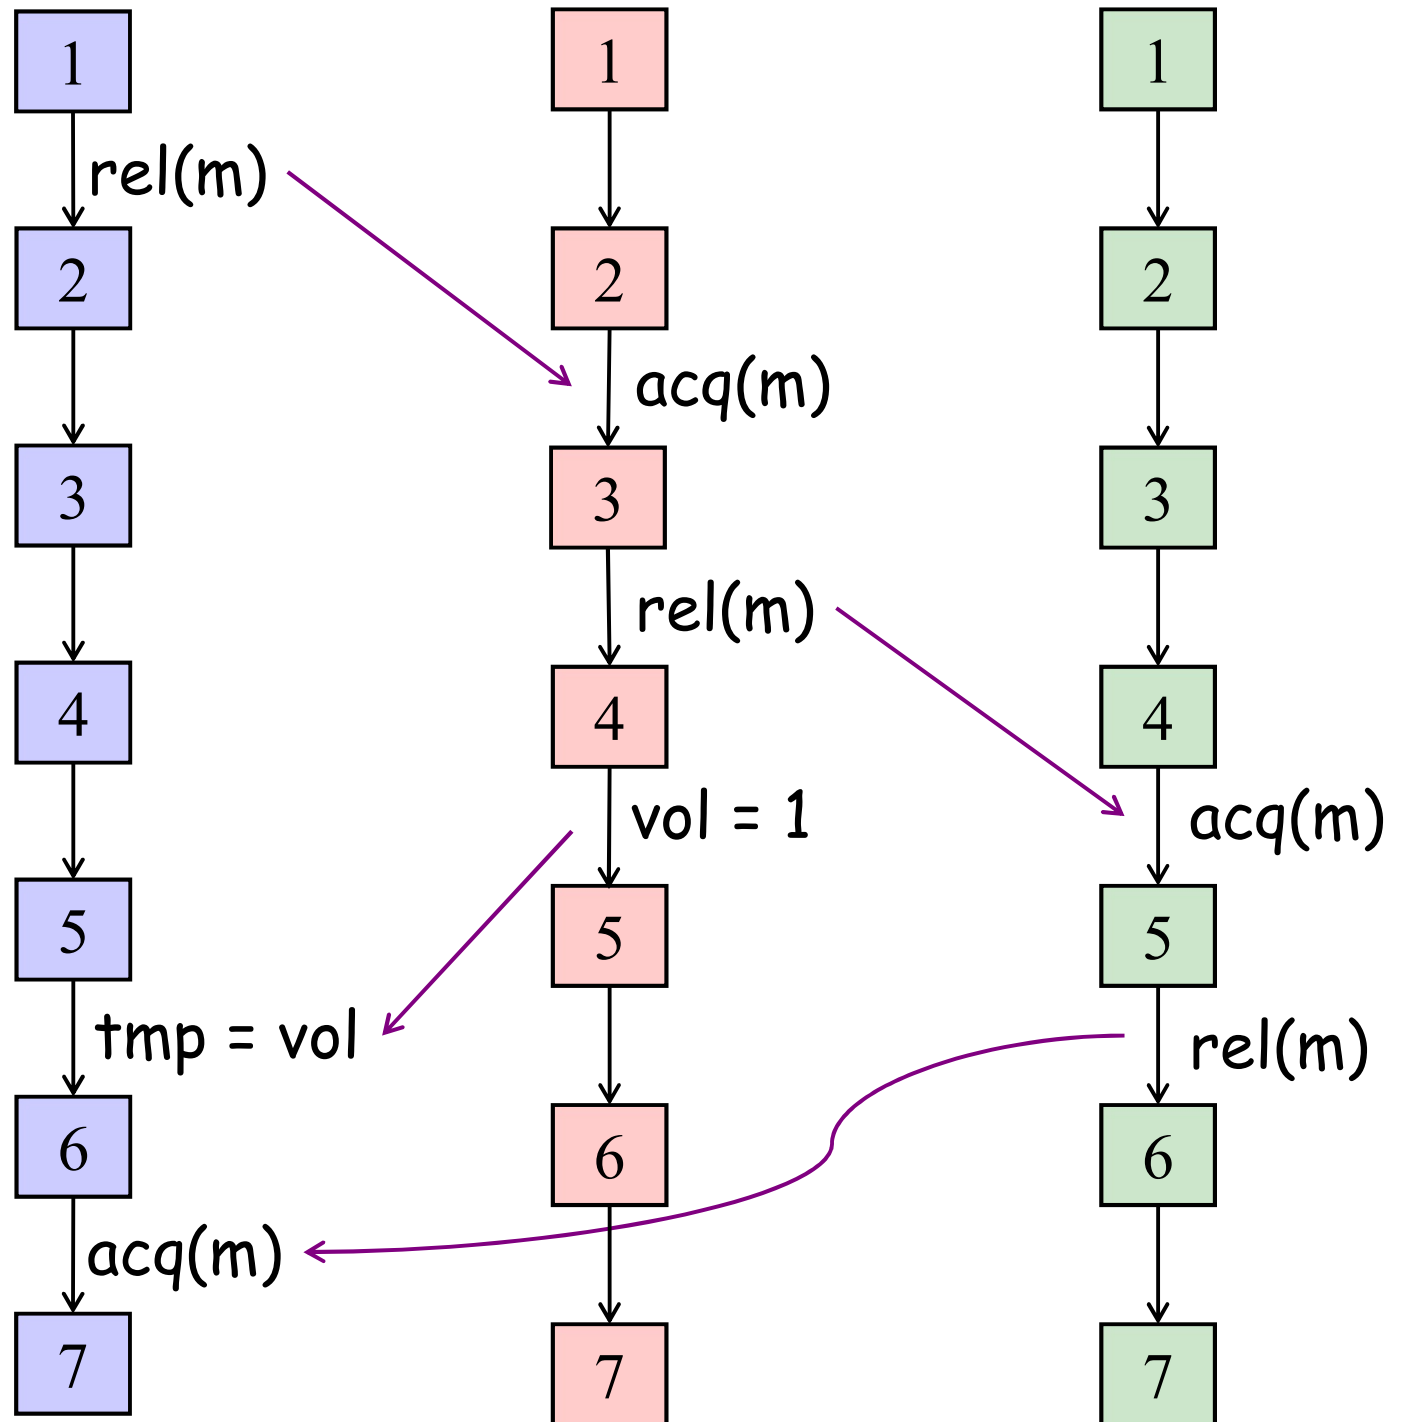 1 1 1
rel(m)
2 2 2
acq(m)
3 3 3
rel(m)
4 4 4
vol = 1 acq(m)
5 5 5
tmp = vol rel(m)
6 6 6
acq(m)
7 7 7